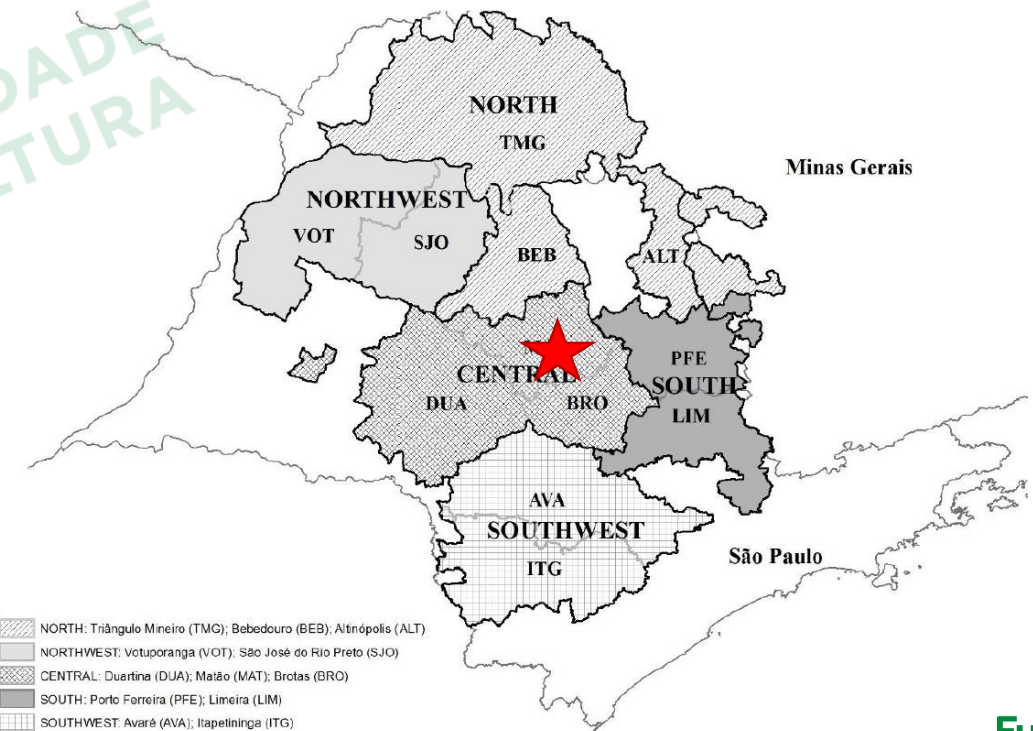 DADE
LTURA
NORTH
TMG
Minas Gerais
NORTHWEST
VOT
SJO
BEB
ALT
CENTRAL
DUA
BRO
PFE
SOUTH
LIM
AVA
SOUTHWEST
ITG
São Paulo
NORTH: Triângulo Mineiro (TMG); Bebedouro (BEB); Altinópolis (ALT)
NORTHWEST: Votuporanga (VOT); São José do Rio Preto (SJO)
CENTRAL: Duartina (DUA); Matão (MAT); Brotas (BRO)
SOUTH: Porto Ferreira (PFE); Limeira (LIM)
SOUTHWEST: Avaré (AVA); Itapetininga (ITG)